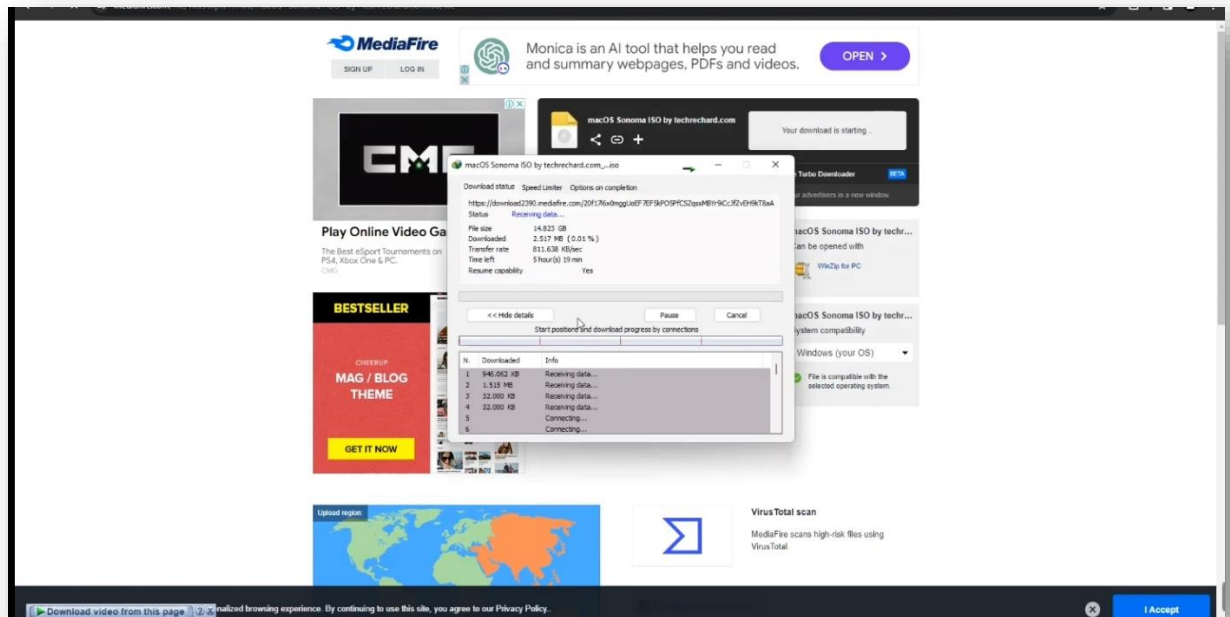 MediaFire
SIGN UP
LOG IN
Monica is an AI tool that helps you read
and summary webpages, PDFs and videos.
OPEN >
macOS Sonoma ISO by techrechard.com
Your download is starting...
Turbo Downloader
BETA
ur advertisers in a new window.
Play Online Video Ga
The Best eSport Tournaments on
PS4, Xbox One & PC.
CMG
macOS Sonoma ISO by techrechard.com_...iso
Download status
Speed Limiter
Options on completion
Status
Receiving data...
File size
14.823 GB
Downloaded
2.517 MB (0.01 %)
Transfer rate
811.638 KB/sec
Time left
5 hour(s) 19 min
Resume capability
Yes
<< Hide details
Pause
Cancel
Start positions and download progress by connections
N. Downloaded Info
1 946.062 KB Receiving data...
2 1.515 MB Receiving data...
3 32.000 KB Receiving data...
4 32.000 KB Receiving data...
5 Connecting...
6 Connecting...
macOS Sonoma ISO by techr...
Can be opened with
WinZip for PC
macOS Sonoma ISO by techr...
System compatibility
Windows (your OS)
File is compatible with the
selected operating system.
BESTSELLER
CHEERUP
MAG / BLOG
THEME
GET IT NOW
Upload region:
VirusTotal scan
MediaFire scans high-risk files using
VirusTotal
Download video from this page
nalized browsing experience. By continuing to use this site, you agree to our Privacy Policy..
I Accept